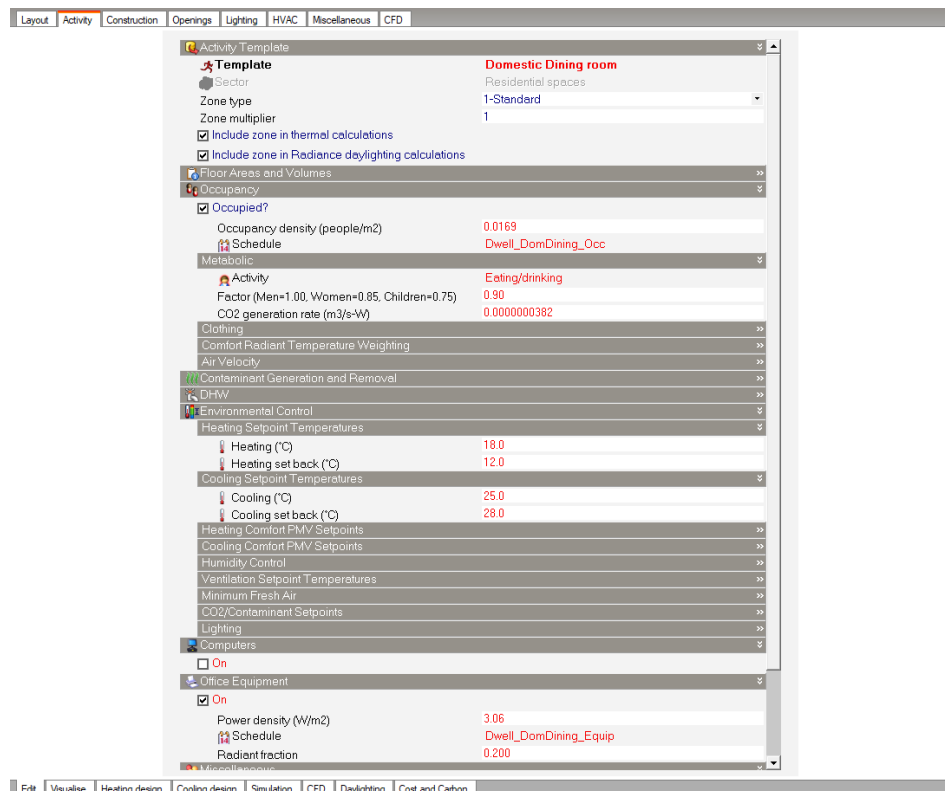 Layout Activity Construction Openings Lighting HVAC Miscellaneous CFD
Activity Template
Template Domestic Dining room
Sector Residential spaces
Zone type 1-Standard
Zone multiplier 1
Include zone in thermal calculations
Include zone in Radiance daylighting calculations
Floor Areas and Volumes
Occupancy
Occupied?
Occupancy density (people/m2) 0.0169
Schedule Dwell_DomDining_Occ
Metabolic
Activity Eating/drinking
Factor (Men=1.00, Women=0.85, Children=0.75) 0.90
CO2 generation rate (m3/s-W) 0.0000000382
Clothing
Comfort Radiant Temperature Weighting
Air Velocity
Contaminant Generation and Removal
DHW
Environmental Control
Heating Setpoint Temperatures
Heating (°C) 18.0
Heating set back (°C) 12.0
Cooling Setpoint Temperatures
Cooling (°C) 25.0
Cooling set back (°C) 28.0
Heating Comfort PMV Setpoints
Cooling Comfort PMV Setpoints
Humidity Control
Ventilation Setpoint Temperatures
Minimum Fresh Air
CO2/Contaminant Setpoints
Lighting
Computers
On
Office Equipment
On
Power density (W/m2) 3.06
Schedule Dwell_DomDining_Equip
Radiant fraction 0.200
Miscellaneous
Edit Visualise Heating design Cooling design Simulation CFD Daylighting Cost and Carbon